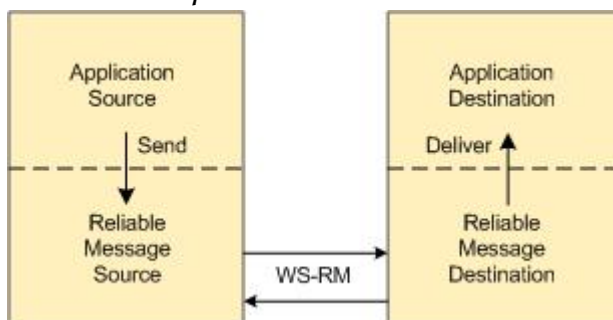 Application
Source
Send
Reliable
Message
Source
WS-RM
Application
Destination
Deliver
Reliable
Message
Destination